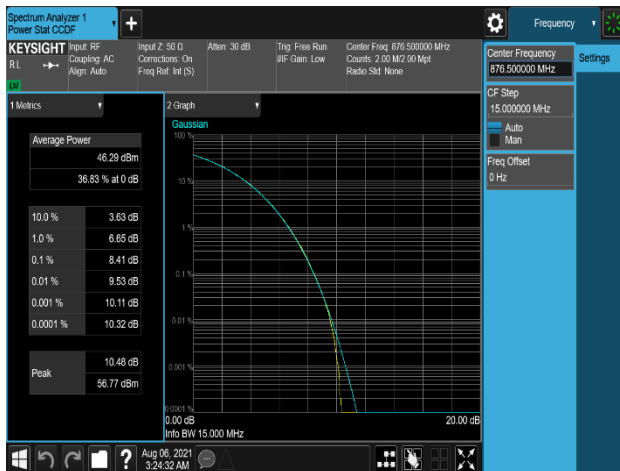 Spectrum Analyzer 1
Power Stat CCDF
+
Frequency
KEYSIGHT
RL
Input: RF
Coupling: AC
Align: Auto
Input Z: 50 Ω
Corrections: On
Freq Ref: Int (S)
Atten: 30 dB
Trig: Free Run
#IF Gain: Low
Center Freq: 876.500000 MHz
Counts: 2.00 M/2.00 Mpt
Radio Std: None
Center Frequency
876.500000 MHz
Settings
CF Step
15.000000 MHz
Auto
Man
Freq Offset
0 Hz
1 Metrics
2 Graph
Average Power
46.29 dBm
36.83 % at 0 dB
10.0 % 3.63 dB
1.0 % 6.65 dB
0.1 % 8.41 dB
0.01 % 9.53 dB
0.001 % 10.11 dB
0.0001 % 10.32 dB
Peak
10.48 dB
56.77 dBm
Gaussian
100 %
10 %
1 %
0.1 %
0.01 %
0.001 %
0.0001 %
0.00 dB
20.00 dB
Info BW 15.000 MHz
?
Aug 06, 2021
3:24:32 AM